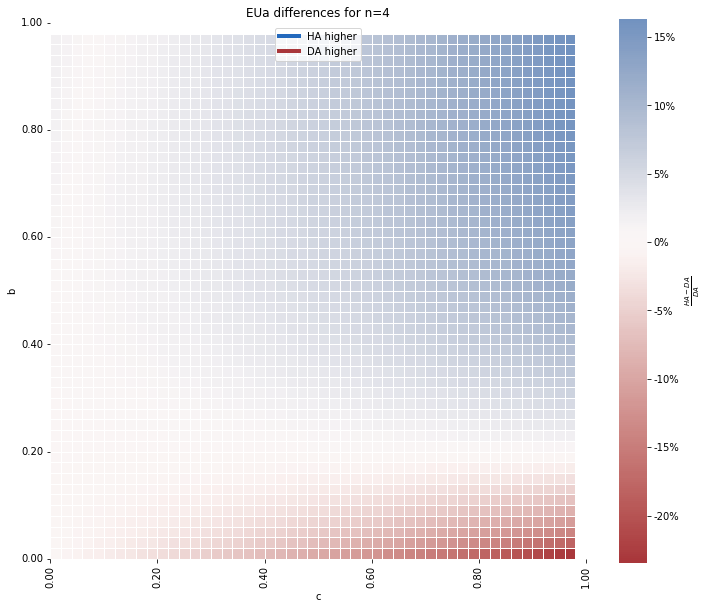 EUa differences for n=4
HA higher
DA higher
1.00
0.80
0.60
0.40
0.20
0.00
b
0.00
0.20
0.40
0.60
0.80
1.00
c
15%
10%
5%
0%
-5%
-10%
-15%
-20%
HA − DA
DA